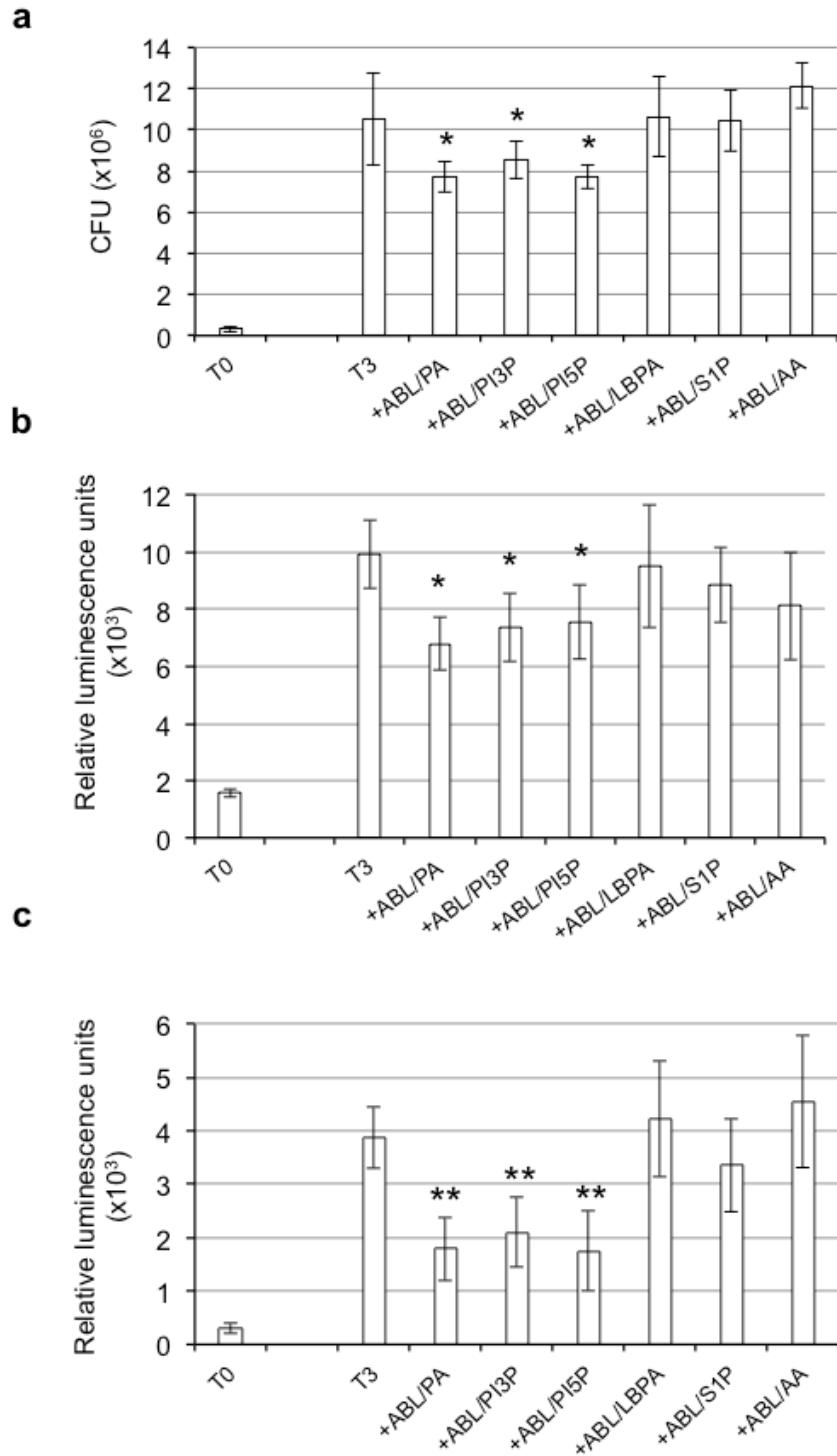 a
CFU (x10⁶)
14
12
10
8
6
4
2
0
*
*
*
T0
T3
+ABL/PA
+ABL/PI3P
+ABL/PI5P
+ABL/LBPA
+ABL/S1P
+ABL/AA
b
Relative luminescence units
(x10³)
12
10
8
6
4
2
0
*
*
*
T0
T3
+ABL/PA
+ABL/PI3P
+ABL/PI5P
+ABL/LBPA
+ABL/S1P
+ABL/AA
c
Relative luminescence units
(x10³)
6
5
4
3
2
1
0
**
**
**
T0
T3
+ABL/PA
+ABL/PI3P
+ABL/PI5P
+ABL/LBPA
+ABL/S1P
+ABL/AA